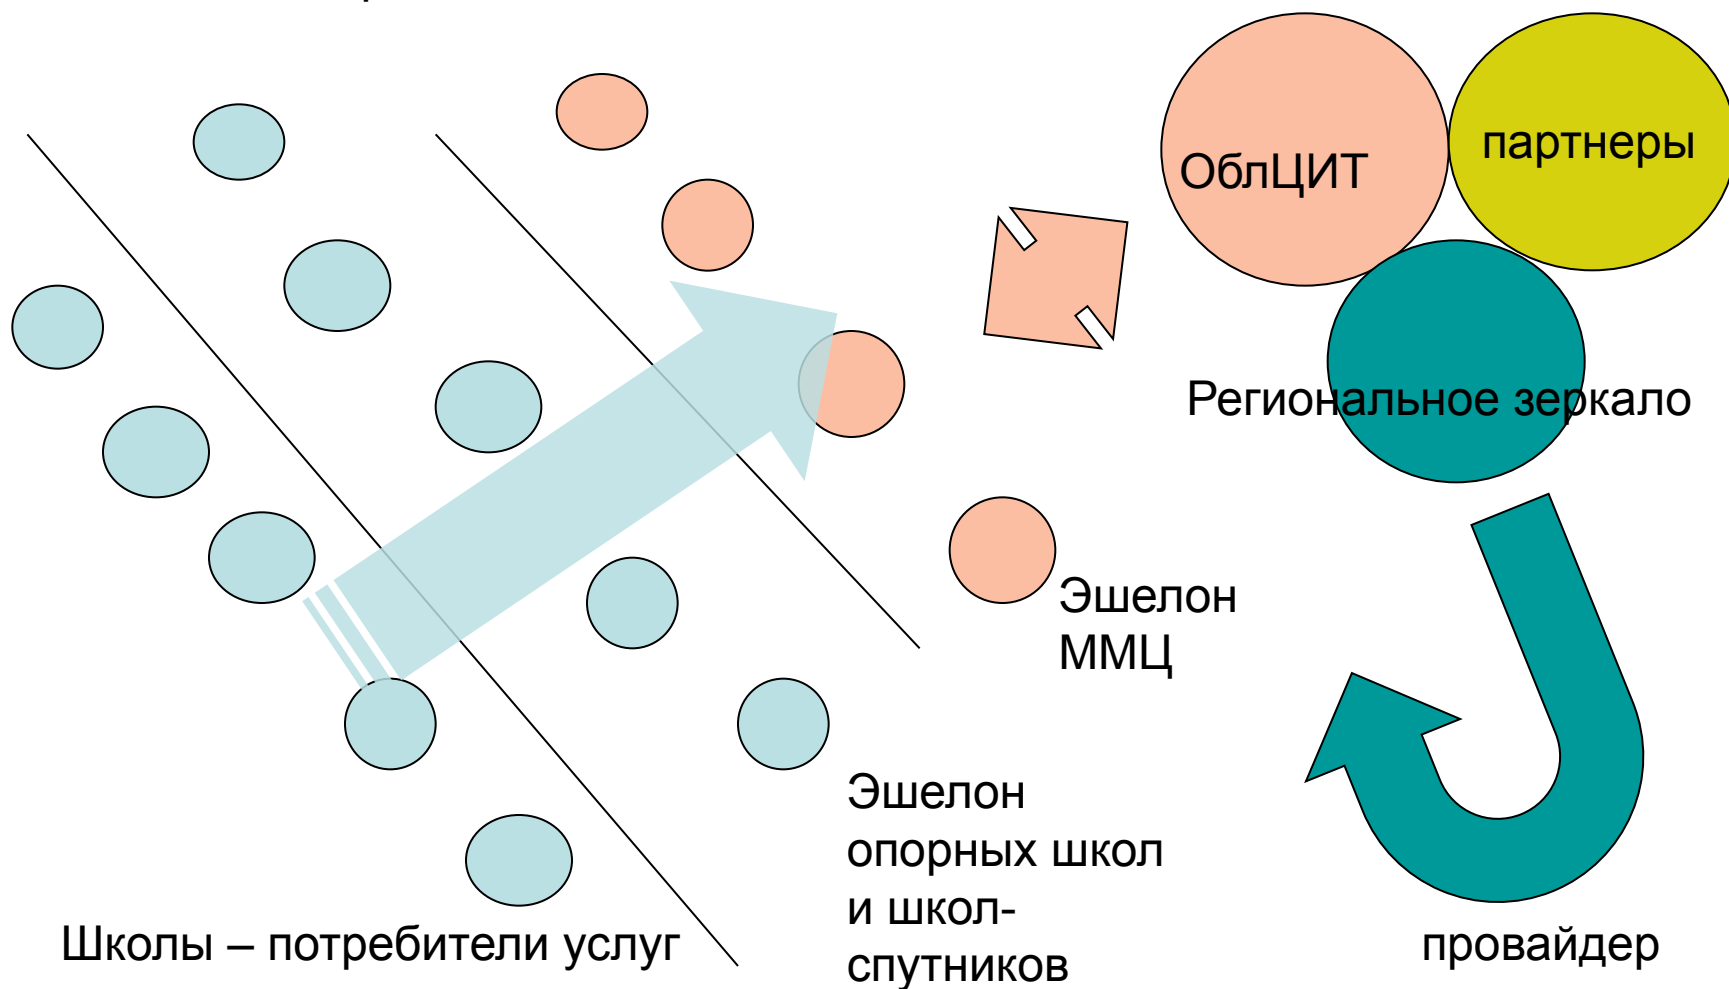 партнеры
ОблЦИТ
Региональное зеркало
Эшелон
ММЦ
Эшелон
опорных школ
и школ-
спутников
Школы – потребители услуг
провайдер